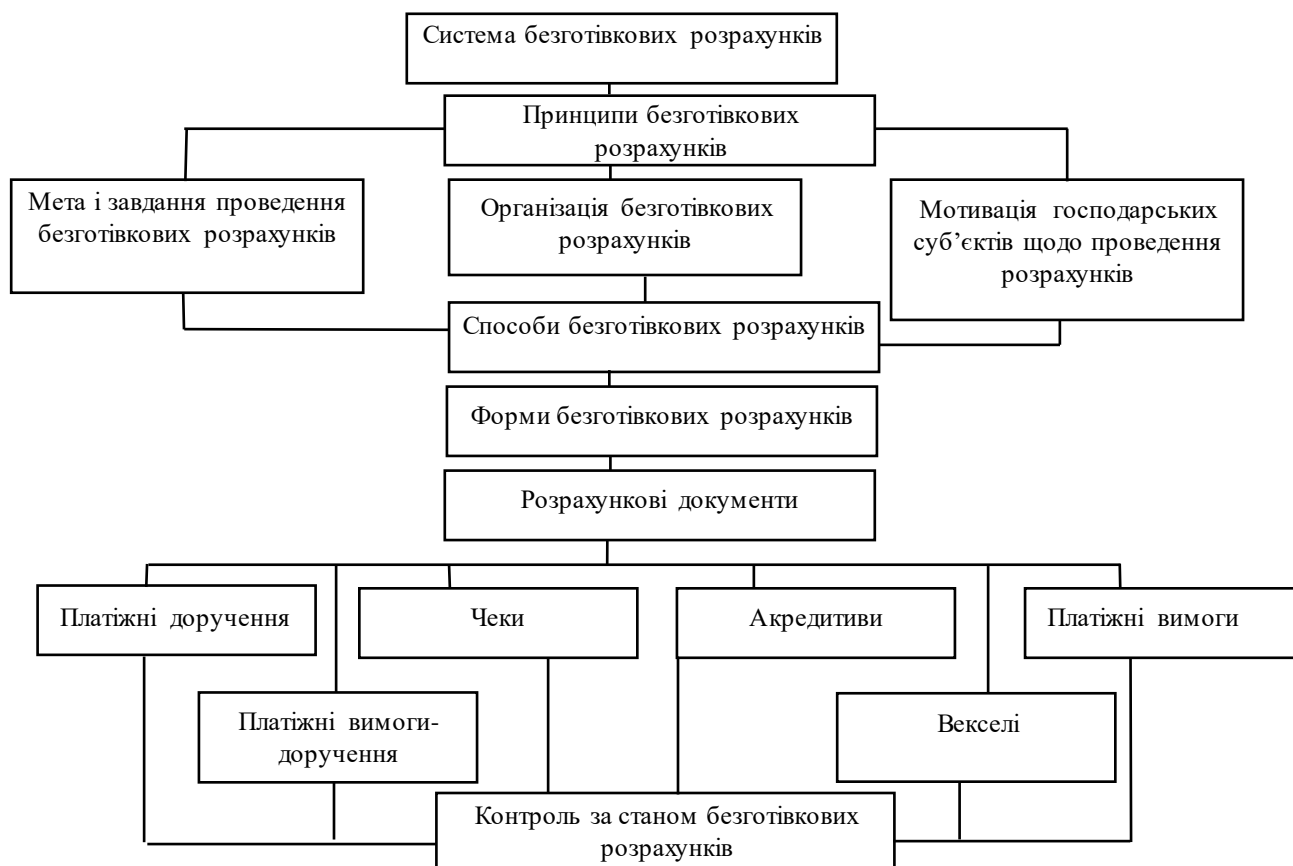 Система безготівкових розрахунків
Принципи безготівкових
розрахунків
Мета і завдання проведення
безготівкових розрахунків
Організація безготівкових
розрахунків
Мотивація господарських
суб’єктів щодо проведення
розрахунків
Способи безготівкових розрахунків
Форми безготівкових розрахунків
Розрахункові документи
Платіжні доручення
Чеки
Акредитиви
Платіжні вимоги
Платіжні вимоги-
доручення
Векселі
Контроль за станом безготівкових
розрахунків